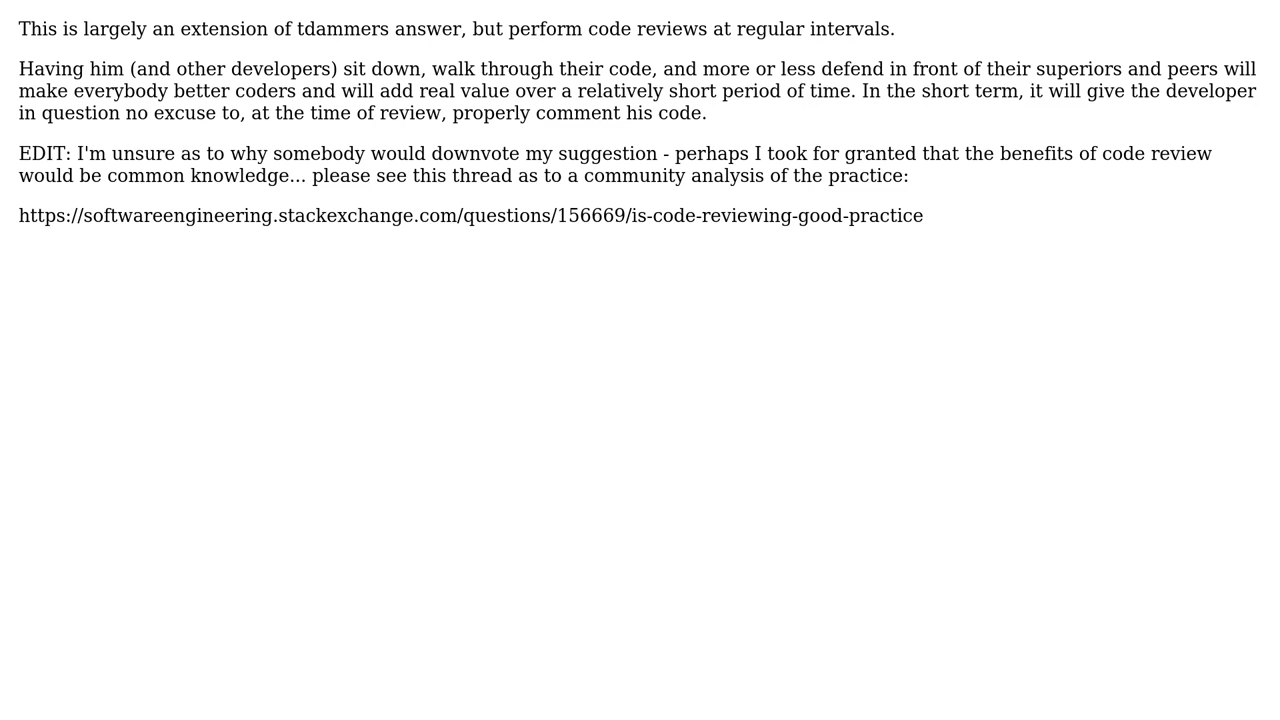 This is largely an extension of tdammers answer, but perform code reviews at regular intervals.
Having him (and other developers) sit down, walk through their code, and more or less defend in front of their superiors and peers will
make everybody better coders and will add real value over a relatively short period of time. In the short term, it will give the developer
in question no excuse to, at the time of review, properly comment his code.
EDIT: I'm unsure as to why somebody would downvote my suggestion - perhaps I took for granted that the benefits of code review
would be common knowledge... please see this thread as to a community analysis of the practice:
https://softwareengineering.stackexchange.com/questions/156669/is-code-reviewing-good-practice